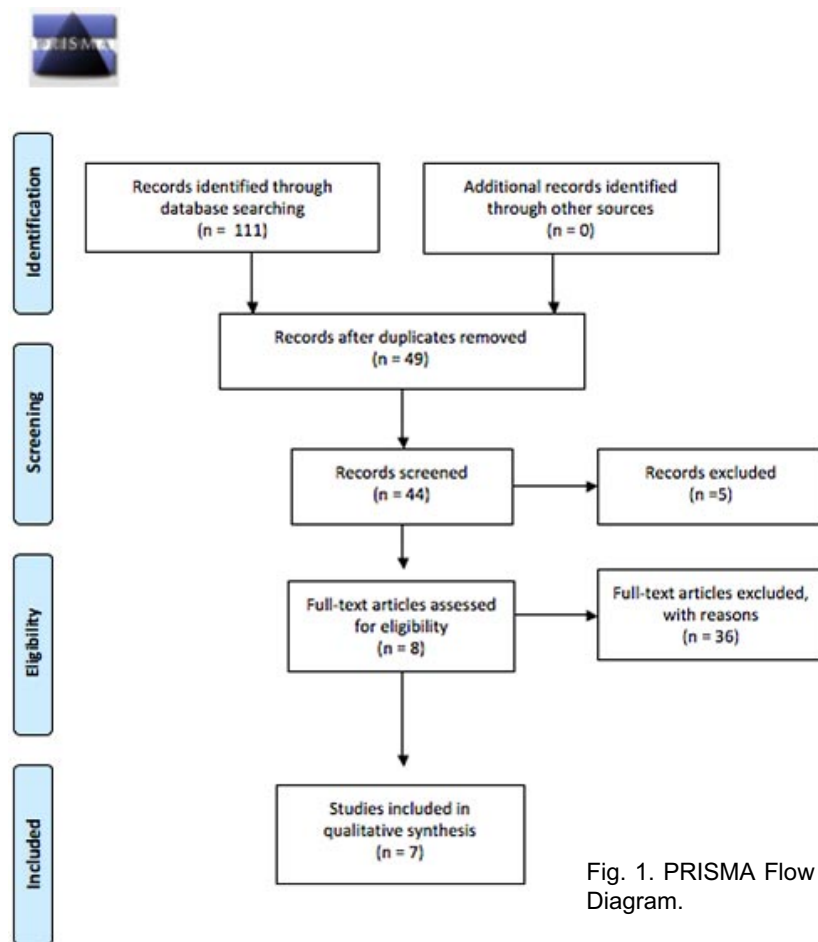 PRISMA
Identification
Records identified through
database searching
(n = 111)
Additional records identified
through other sources
(n = 0)
Records after duplicates removed
(n = 49)
Screening
Records screened
(n = 44)
Records excluded
(n =5)
Eligibility
Full-text articles assessed
for eligibility
(n = 8)
Full-text articles excluded,
with reasons
(n = 36)
Included
Studies included in
qualitative synthesis
(n = 7)
Fig. 1. PRISMA Flow
Diagram.